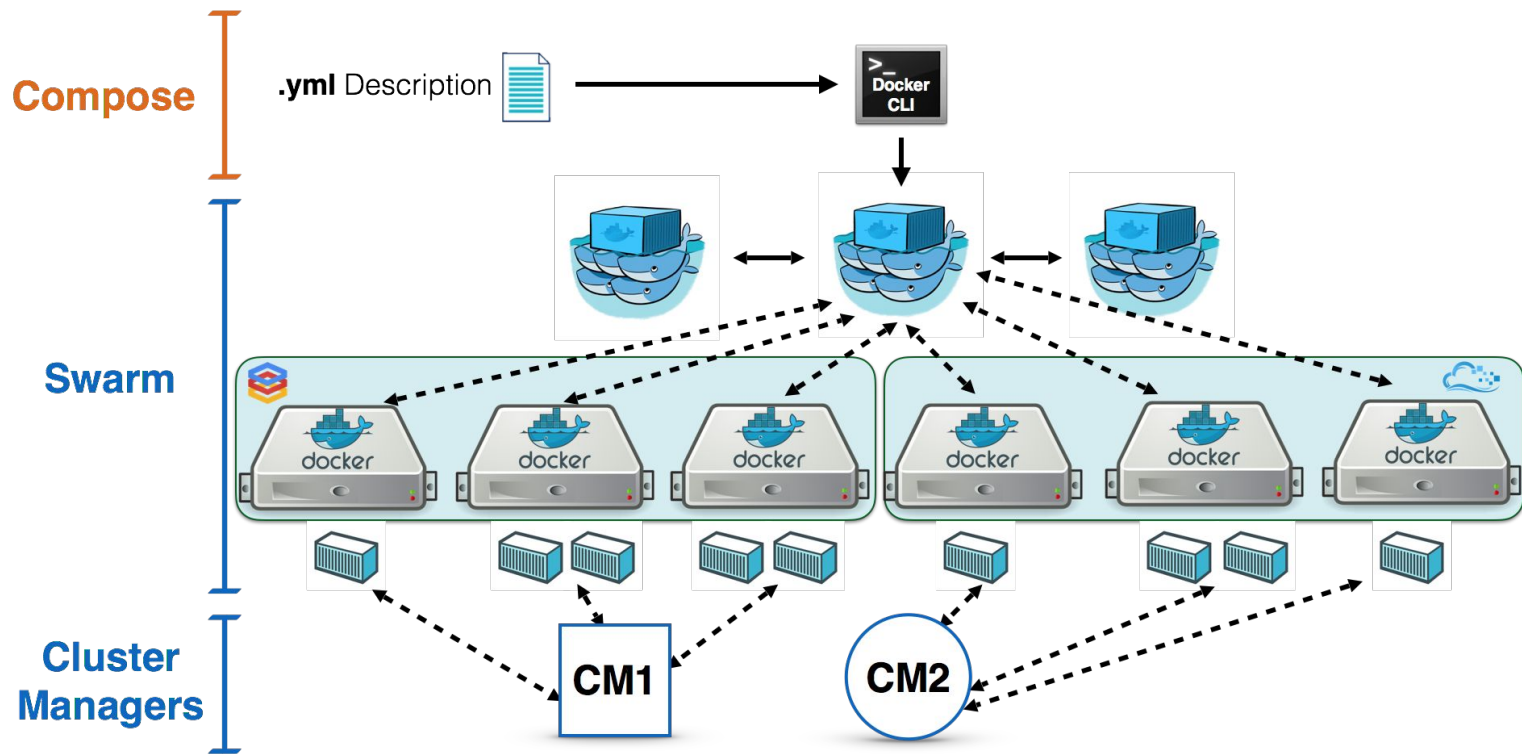 Compose
.yml Description
>_
Docker
CLI
Swarm
docker
docker
docker
docker
docker
docker
Cluster
Managers
CM1
CM2